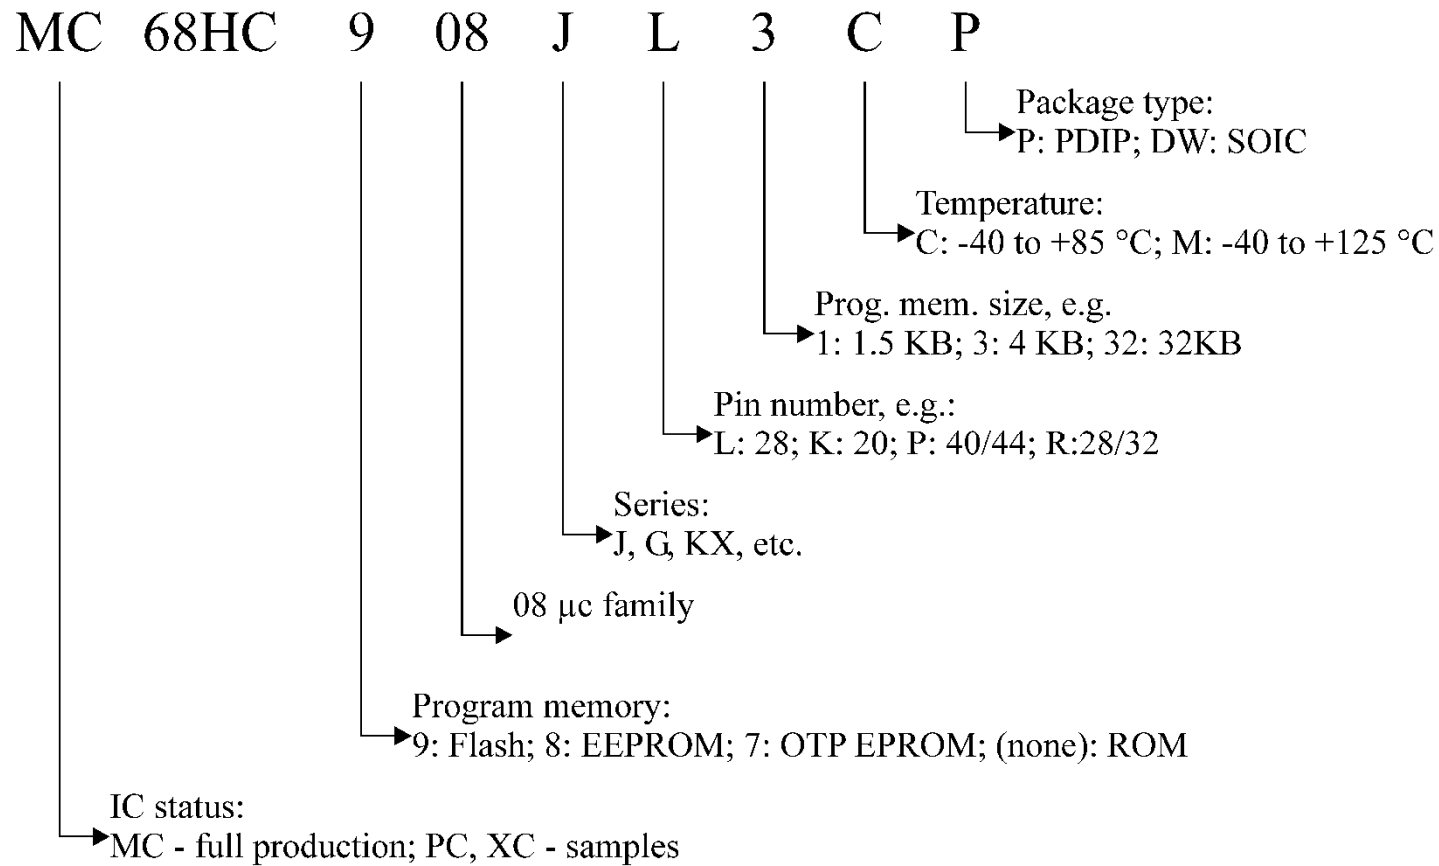 MC 68HC 9 08 J L 3 C P
Package type:
P: PDIP; DW: SOIC
Temperature:
C: -40 to +85 °C; M: -40 to +125 °C
Prog. mem. size, e.g.
1: 1.5 KB; 3: 4 KB; 32: 32KB
Pin number, e.g.:
L: 28; K: 20; P: 40/44; R:28/32
Series:
J, G, KX, etc.
08 µc family
Program memory:
9: Flash; 8: EEPROM; 7: OTP EPROM; (none): ROM
IC status:
MC - full production; PC, XC - samples